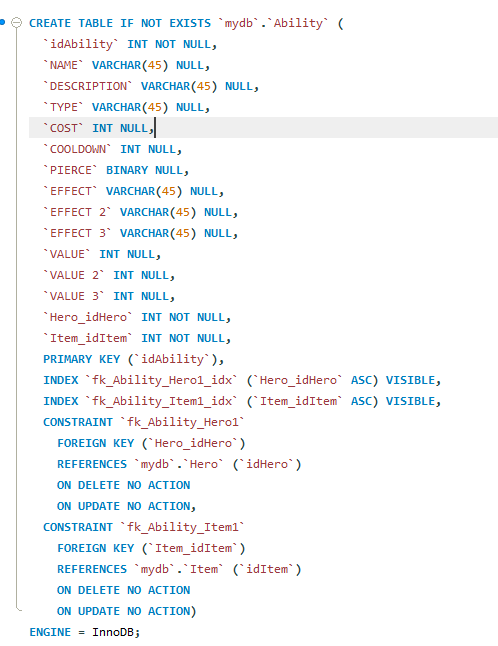 CREATE TABLE IF NOT EXISTS `mydb`.`Ability` (
`idAbility` INT NOT NULL,
`NAME` VARCHAR(45) NULL,
`DESCRIPTION` VARCHAR(45) NULL,
`TYPE` VARCHAR(45) NULL,
`COST` INT NULL,
`COOLDOWN` INT NULL,
`PIERCE` BINARY NULL,
`EFFECT` VARCHAR(45) NULL,
`EFFECT 2` VARCHAR(45) NULL,
`EFFECT 3` VARCHAR(45) NULL,
`VALUE` INT NULL,
`VALUE 2` INT NULL,
`VALUE 3` INT NULL,
`Hero_idHero` INT NOT NULL,
`Item_idItem` INT NOT NULL,
PRIMARY KEY (`idAbility`),
INDEX `fk_Ability_Hero1_idx` (`Hero_idHero` ASC) VISIBLE,
INDEX `fk_Ability_Item1_idx` (`Item_idItem` ASC) VISIBLE,
CONSTRAINT `fk_Ability_Hero1`
FOREIGN KEY (`Hero_idHero`)
REFERENCES `mydb`.`Hero` (`idHero`)
ON DELETE NO ACTION
ON UPDATE NO ACTION,
CONSTRAINT `fk_Ability_Item1`
FOREIGN KEY (`Item_idItem`)
REFERENCES `mydb`.`Item` (`idItem`)
ON DELETE NO ACTION
ON UPDATE NO ACTION)
ENGINE = InnoDB;